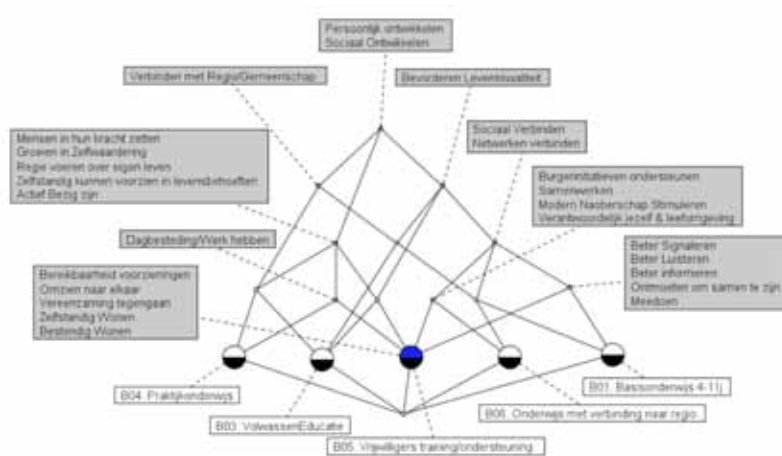 Persoonlijk ontwikkelen
Sociaal Ontwikkelen
Verbinden met Regio/Gemeenschap
Bevorderen Levenskwaliteit
Mensen in hun kracht zetten
Groeien in Zelfwaardering
Regie voeren over eigen leven
Zelfstandig kunnen voorzien in levensbehoeften
Actief Bezig zijn
Sociaal Verbinden
Netwerken verbinden
Burgerinitiatieven ondersteunen
Samenwerken
Modern Naoberschap Stimuleren
Verantwoordelijk jezelf & leefomgeving
Dagbesteding/Werk hebben
Beter Signaleren
Beter Luisteren
Beter informeren
Ontmoeten om samen te zijn
Meedoen
Bereikbaarheid voorzieningen
Omzien naar elkaar
Vereenzaming tegengaan
Zelfstandig Wonen
Bestendig Wonen
B04. Praktijkonderwijs
B03. VolwassenEducatie
B05. Vrijwilligers training/ondersteuning
B06. Onderwijs met verbinding naar regio
B01. Basisonderwijs 4-11j